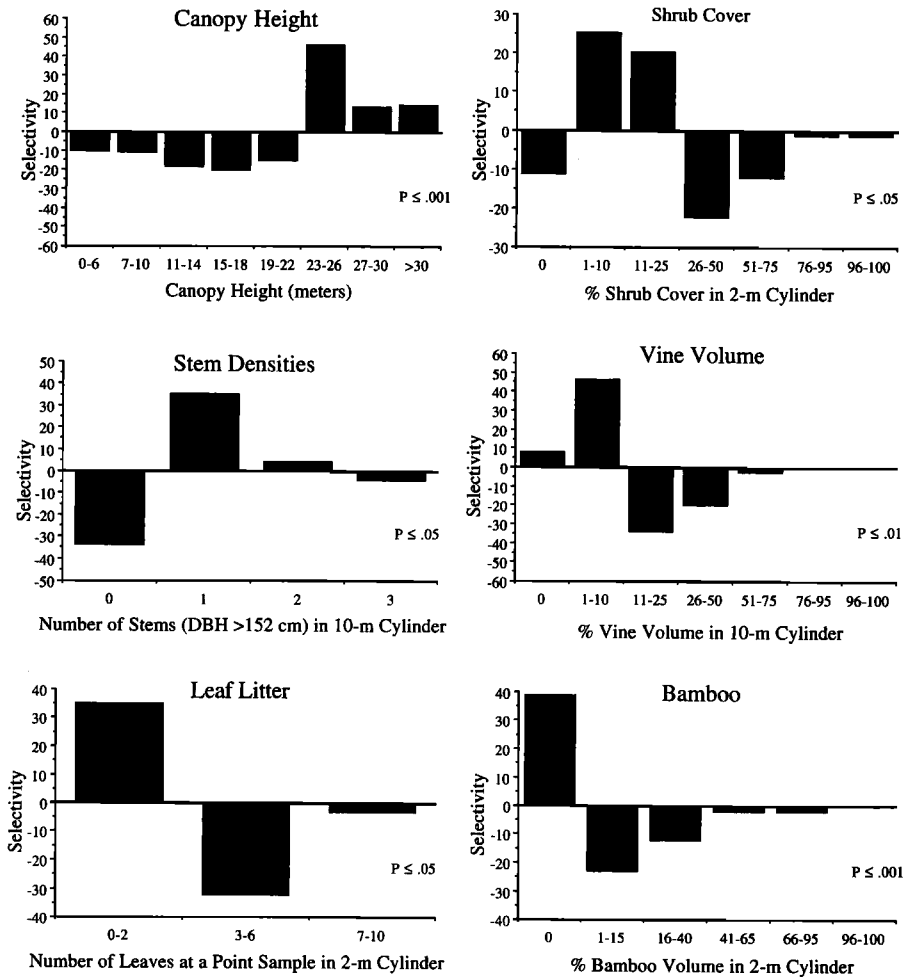 Canopy Height
Selectivity
50
40
30
20
10
0
-10
-20
-30
-40
-50
-60
P ≤ .001
0-6 7-10 11-14 15-18 19-22 23-26 27-30 >30
Canopy Height (meters)
Shrub Cover
Selectivity
30
20
10
0
-10
-20
-30
P ≤ .05
0 1-10 11-25 26-50 51-75 76-95 96-100
% Shrub Cover in 2-m Cylinder
Stem Densities
Selectivity
50
40
30
20
10
0
-10
-20
-30
-40
-50
P ≤ .05
0 1 2 3
Number of Stems (DBH >152 cm) in 10-m Cylinder
Vine Volume
Selectivity
60
50
40
30
20
10
0
-10
-20
-30
-40
-50
-60
P ≤ .01
0 1-10 11-25 26-50 51-75 76-95 96-100
% Vine Volume in 10-m Cylinder
Leaf Litter
Selectivity
40
30
20
10
0
-10
-20
-30
-40
P ≤ .05
0-2 3-6 7-10
Number of Leaves at a Point Sample in 2-m Cylinder
Bamboo
Selectivity
40
30
20
10
0
-10
-20
-30
-40
P ≤ .001
0 1-15 16-40 41-65 66-95 96-100
% Bamboo Volume in 2-m Cylinder